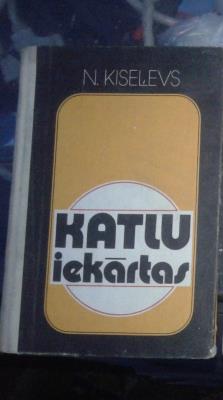 N. KISEĻEVS
KATLU
iekārtas